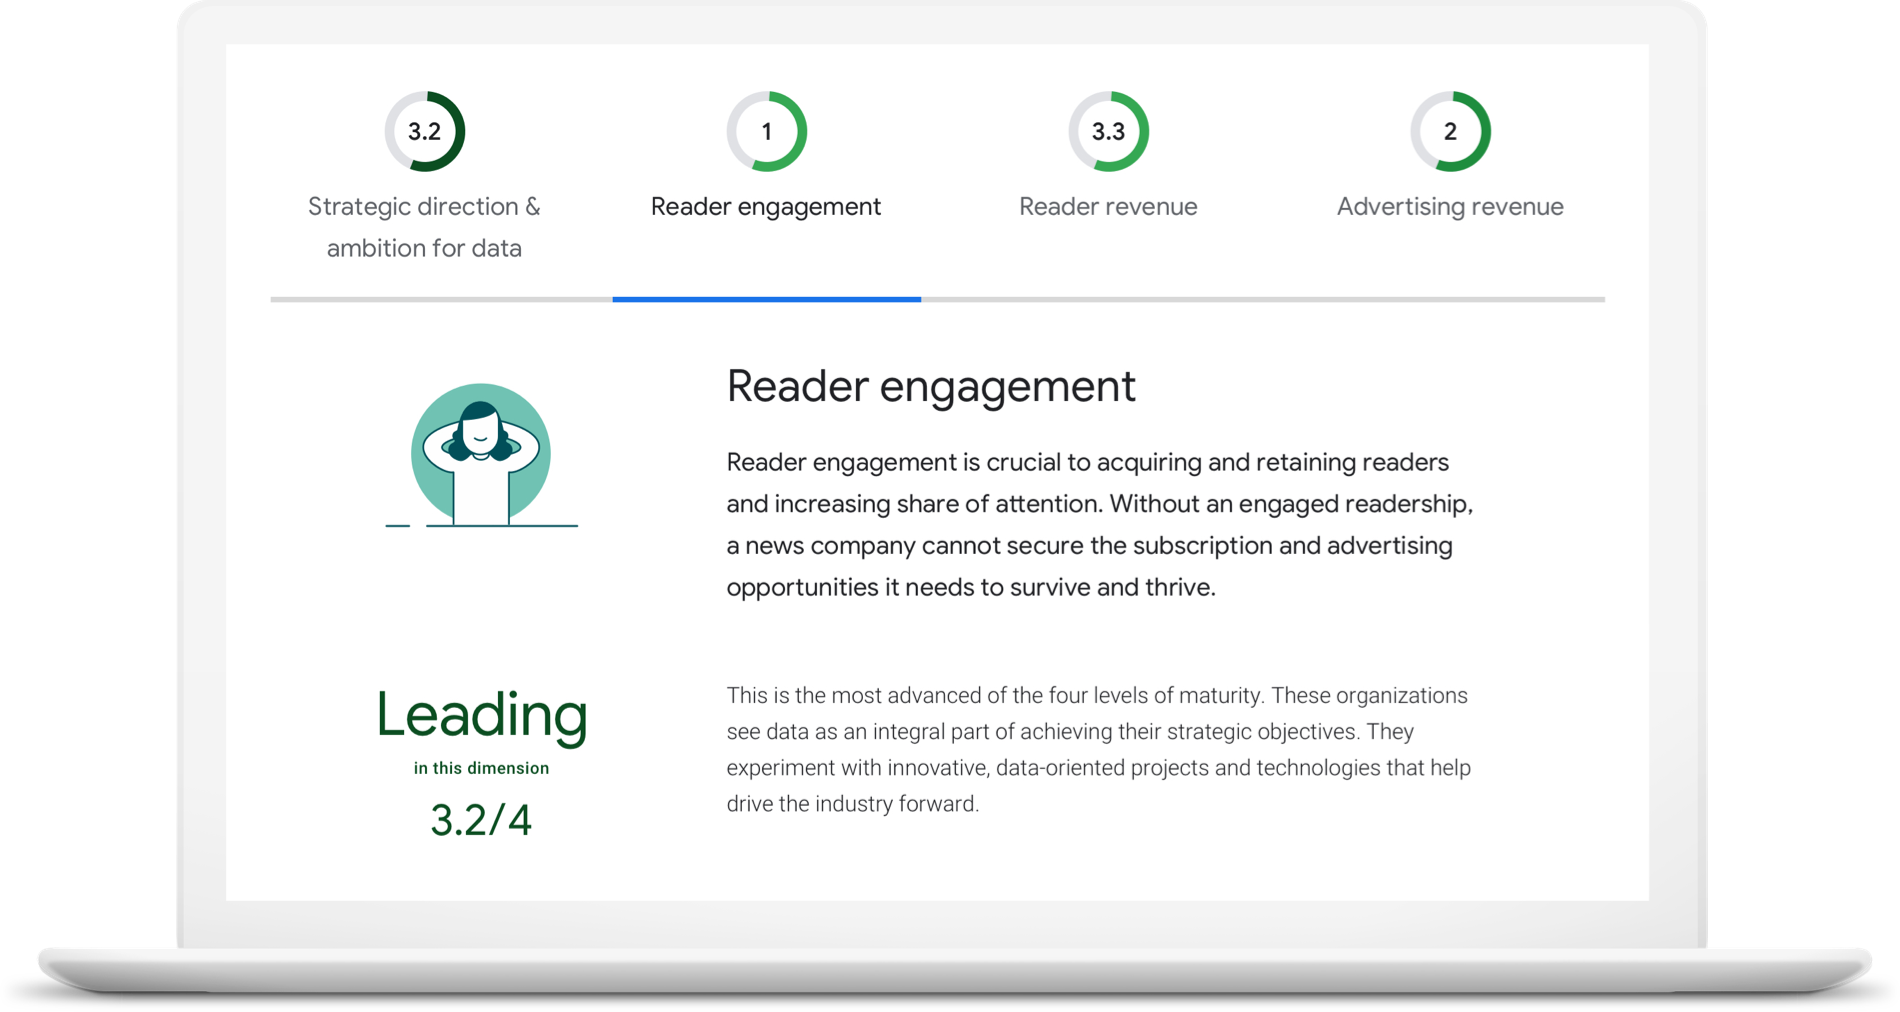 3.2
1
3.3
2
Strategic direction &
ambition for data
Reader engagement
Reader revenue
Advertising revenue
Reader engagement
Reader engagement is crucial to acquiring and retaining readers
and increasing share of attention. Without an engaged readership,
a news company cannot secure the subscription and advertising
opportunities it needs to survive and thrive.
Leading
in this dimension
3.2/4
This is the most advanced of the four levels of maturity. These organizations
see data as an integral part of achieving their strategic objectives. They
experiment with innovative, data-oriented projects and technologies that help
drive the industry forward.